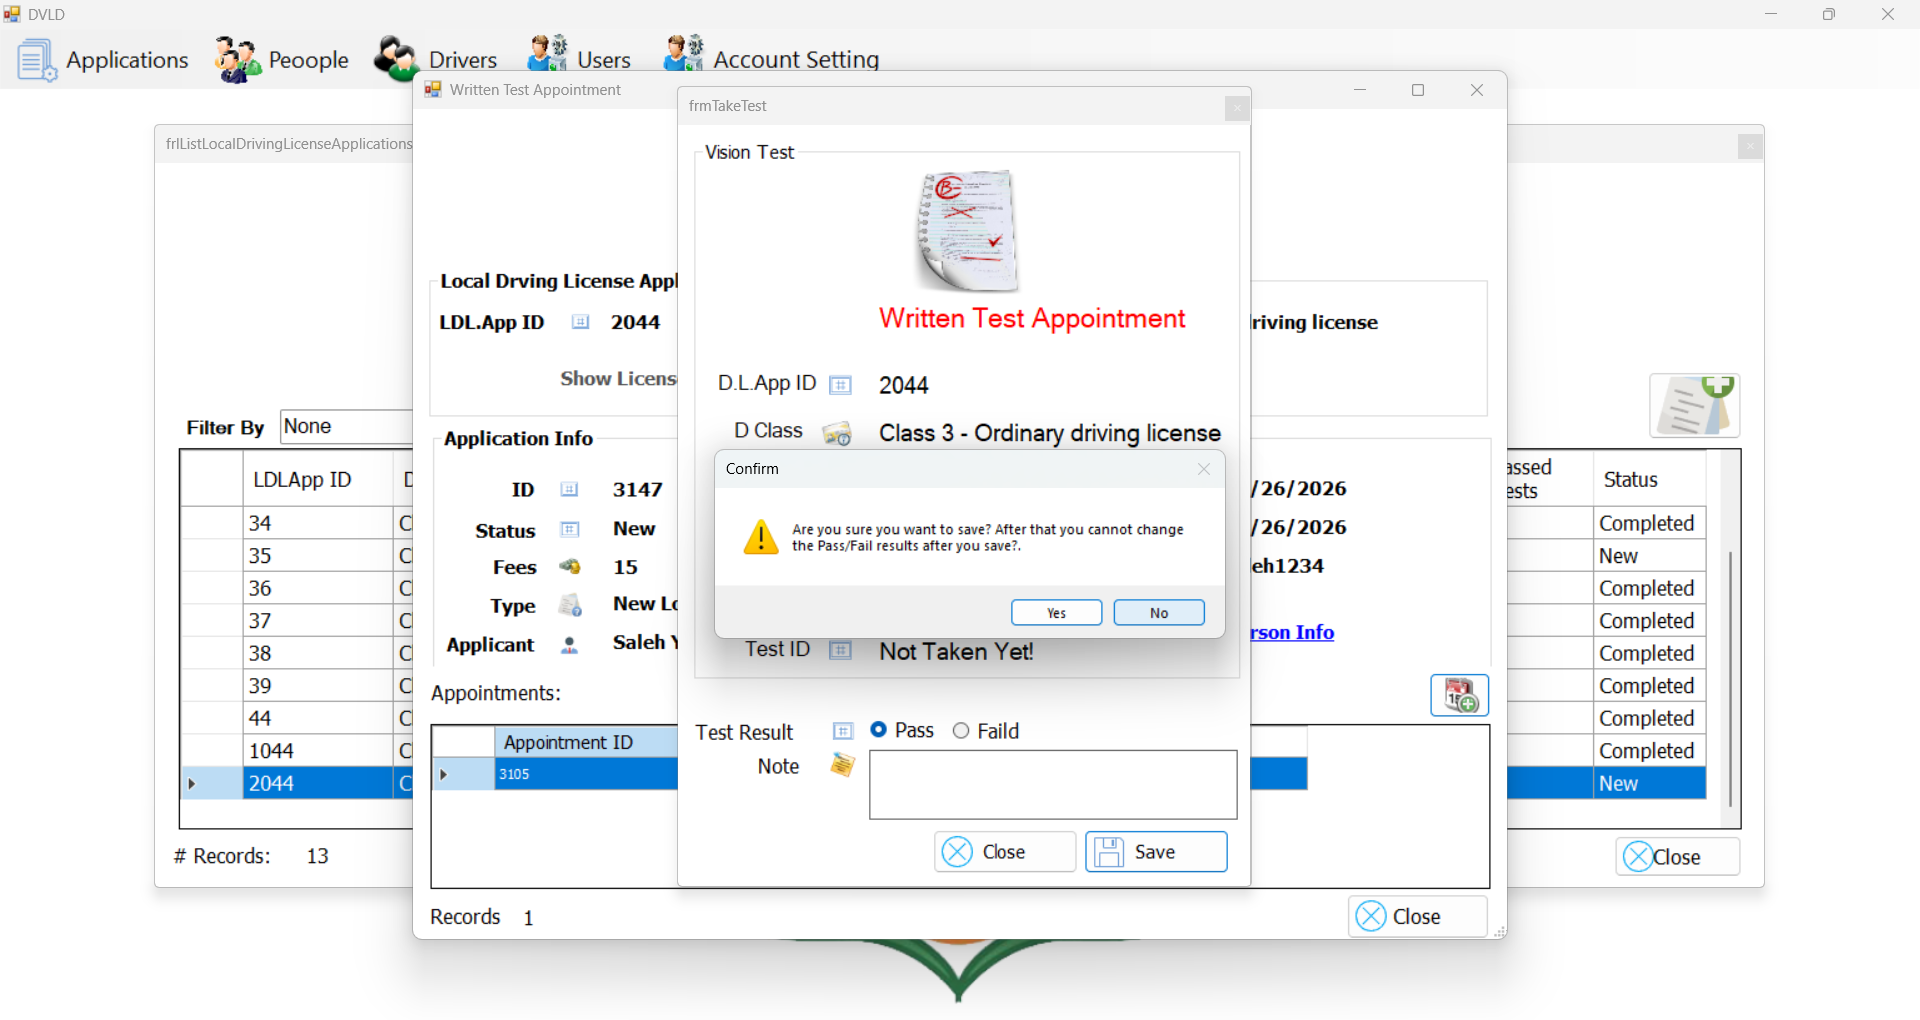 DVLD
Applications
Peoople
Drivers
Users
Account Setting
Written Test Appointment
frmTakeTest
frlListLocalDrivingLicenseApplications
Vision Test
Written Test Appointment
Local Drving License Appl
LDL.App ID 2044
riving license
Show Licens
D.L.App ID 2044
D Class Class 3 - Ordinary driving license
Filter By None
Application Info
ID 3147
/26/2026
Status New
/26/2026
Fees 15
eh1234
Type New Lo
Applicant Saleh Y
rson Info
Confirm
Are you sure you want to save? After that you cannot change
the Pass/Fail results after you save?.
Yes
No
Test ID Not Taken Yet!
LDLApp ID
assed
ests
Status
34 C Completed
35 C New
36 C Completed
37 C Completed
38 C Completed
39 C Completed
44 C Completed
1044 C Completed
2044 C New
Appointments:
Appointment ID
3105
Test Result Pass Faild
Note
Close
Save
# Records: 13
Close
Records 1
Close